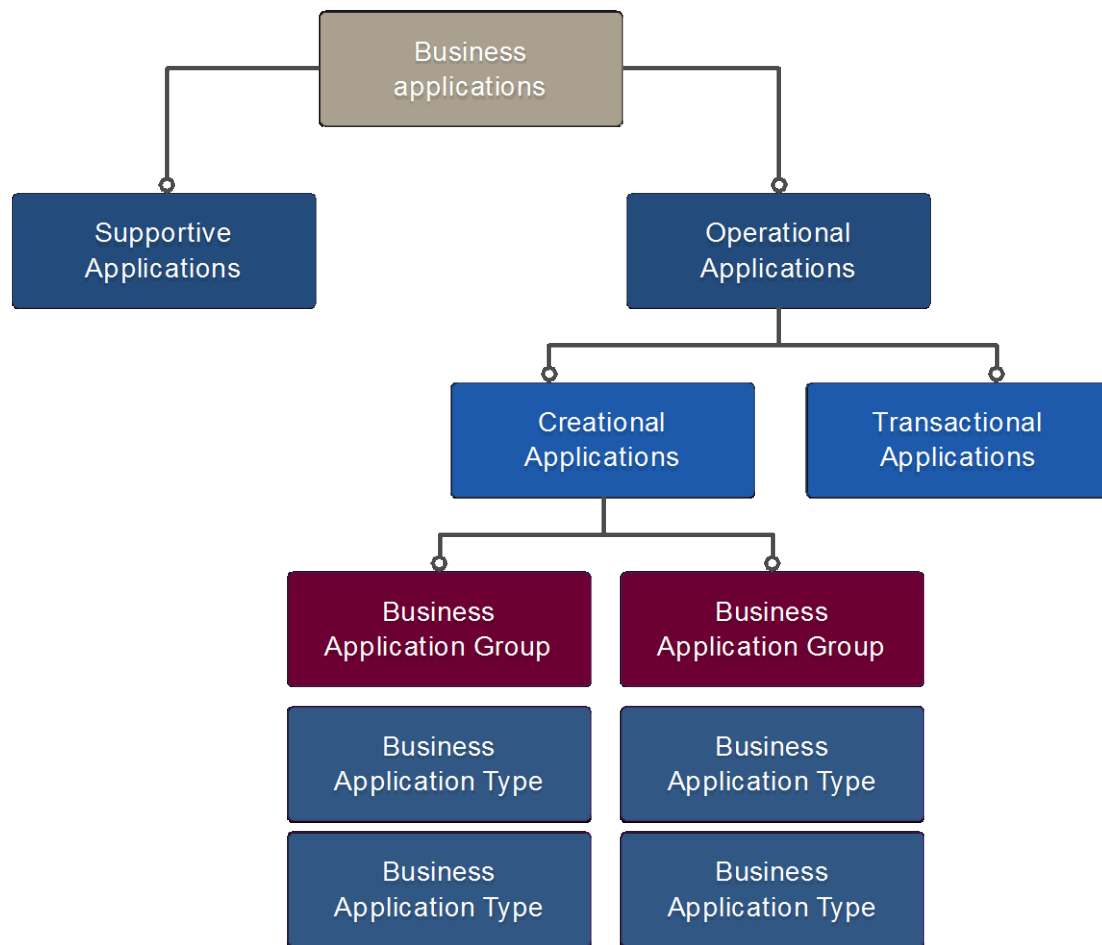 Business
applications
Supportive
Applications
Operational
Applications
Creational
Applications
Transactional
Applications
Business
Application Group
Business
Application Group
Business
Application Type
Business
Application Type
Business
Application Type
Business
Application Type